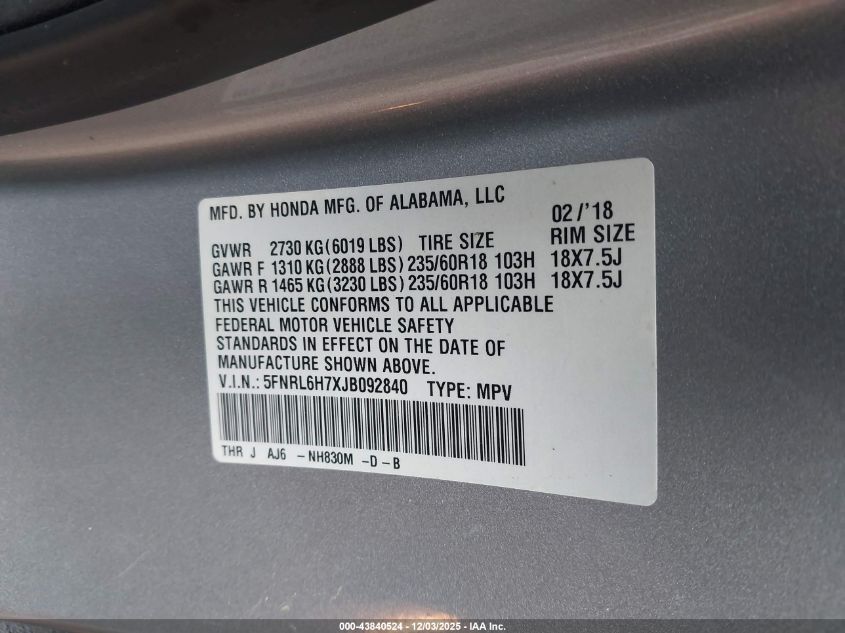 MFD. BY HONDA MFG. OF ALABAMA, LLC 02/'18
GVWR 2730 KG(6019 LBS) TIRE SIZE RIM SIZE
GAWR F 1310 KG(2888 LBS) 235/60R18 103H 18X7.5J
GAWR R 1465 KG(3230 LBS) 235/60R18 103H 18X7.5J
THIS VEHICLE CONFORMS TO ALL APPLICABLE
FEDERAL MOTOR VEHICLE SAFETY
STANDARDS IN EFFECT ON THE DATE OF
MANUFACTURE SHOWN ABOVE.
V.I.N.: 5FNRL6H7XJB092840 TYPE: MPV
THR J AJ6 -NH830M -D-B
000-43840524 - 12/03/2025 - IAA Inc.